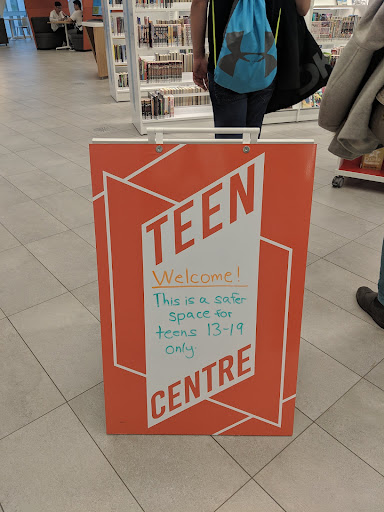 TEEN
Welcome!
This is a safer
space for
teens 13-19
only
CENTRE